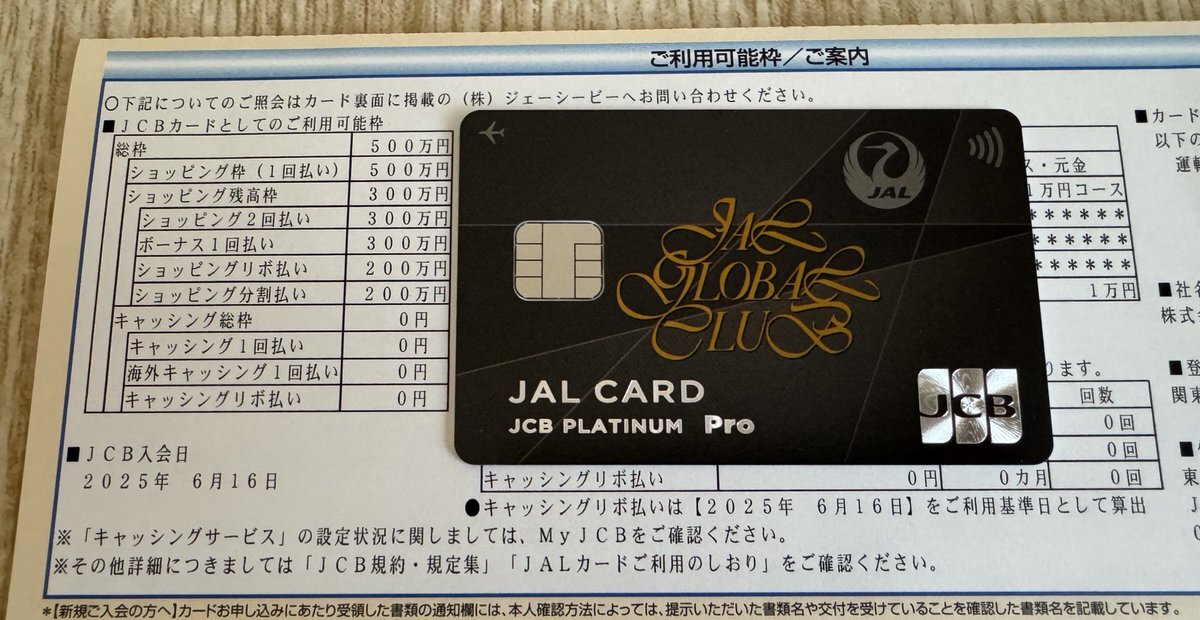 ご利用可能枠／ご案内
○下記についてのご照会はカード裏面に掲載の（株）ジェーシービーへお問い合わせください。
■JCBカードとしてのご利用可能枠
総枠 500万円
ショッピング枠（1回払い） 500万円
ショッピング残高枠 300万円
ショッピング2回払い 300万円
ボーナス1回払い 300万円
ショッピングリボ払い 200万円
ショッピング分割払い 200万円
キャッシング総枠 0円
キャッシング1回払い 0円
海外キャッシング1回払い 0円
キャッシングリボ払い 0円
■JCB入会日
2025年 6月16日
JAL
JAL
GLOBAL
CLUB
JAL CARD
JCB PLATINUM Pro
JCB
ス・元金
1万円コース
******
******
******
1万円
ります。
回数
0回
0回
キャッシングリボ払い 0円 0カ月 0回
●キャッシングリボ払いは【2025年 6月16日】をご利用基準日として算出
■カード
以下の
運転
■社名
株式
■登
関東
東
※「キャッシングサービス」の設定状況に関しましては、MyJCBをご確認ください。
※その他詳細につきましては「JCB規約・規定集」「JALカードご利用のしおり」をご確認ください。
*【新規ご入会の方へ】カードお申し込みにあたり受領した書類の通知欄には、本人確認方法によっては、提示いただいた書類名や交付を受けていることを確認した書類名を記載しています。